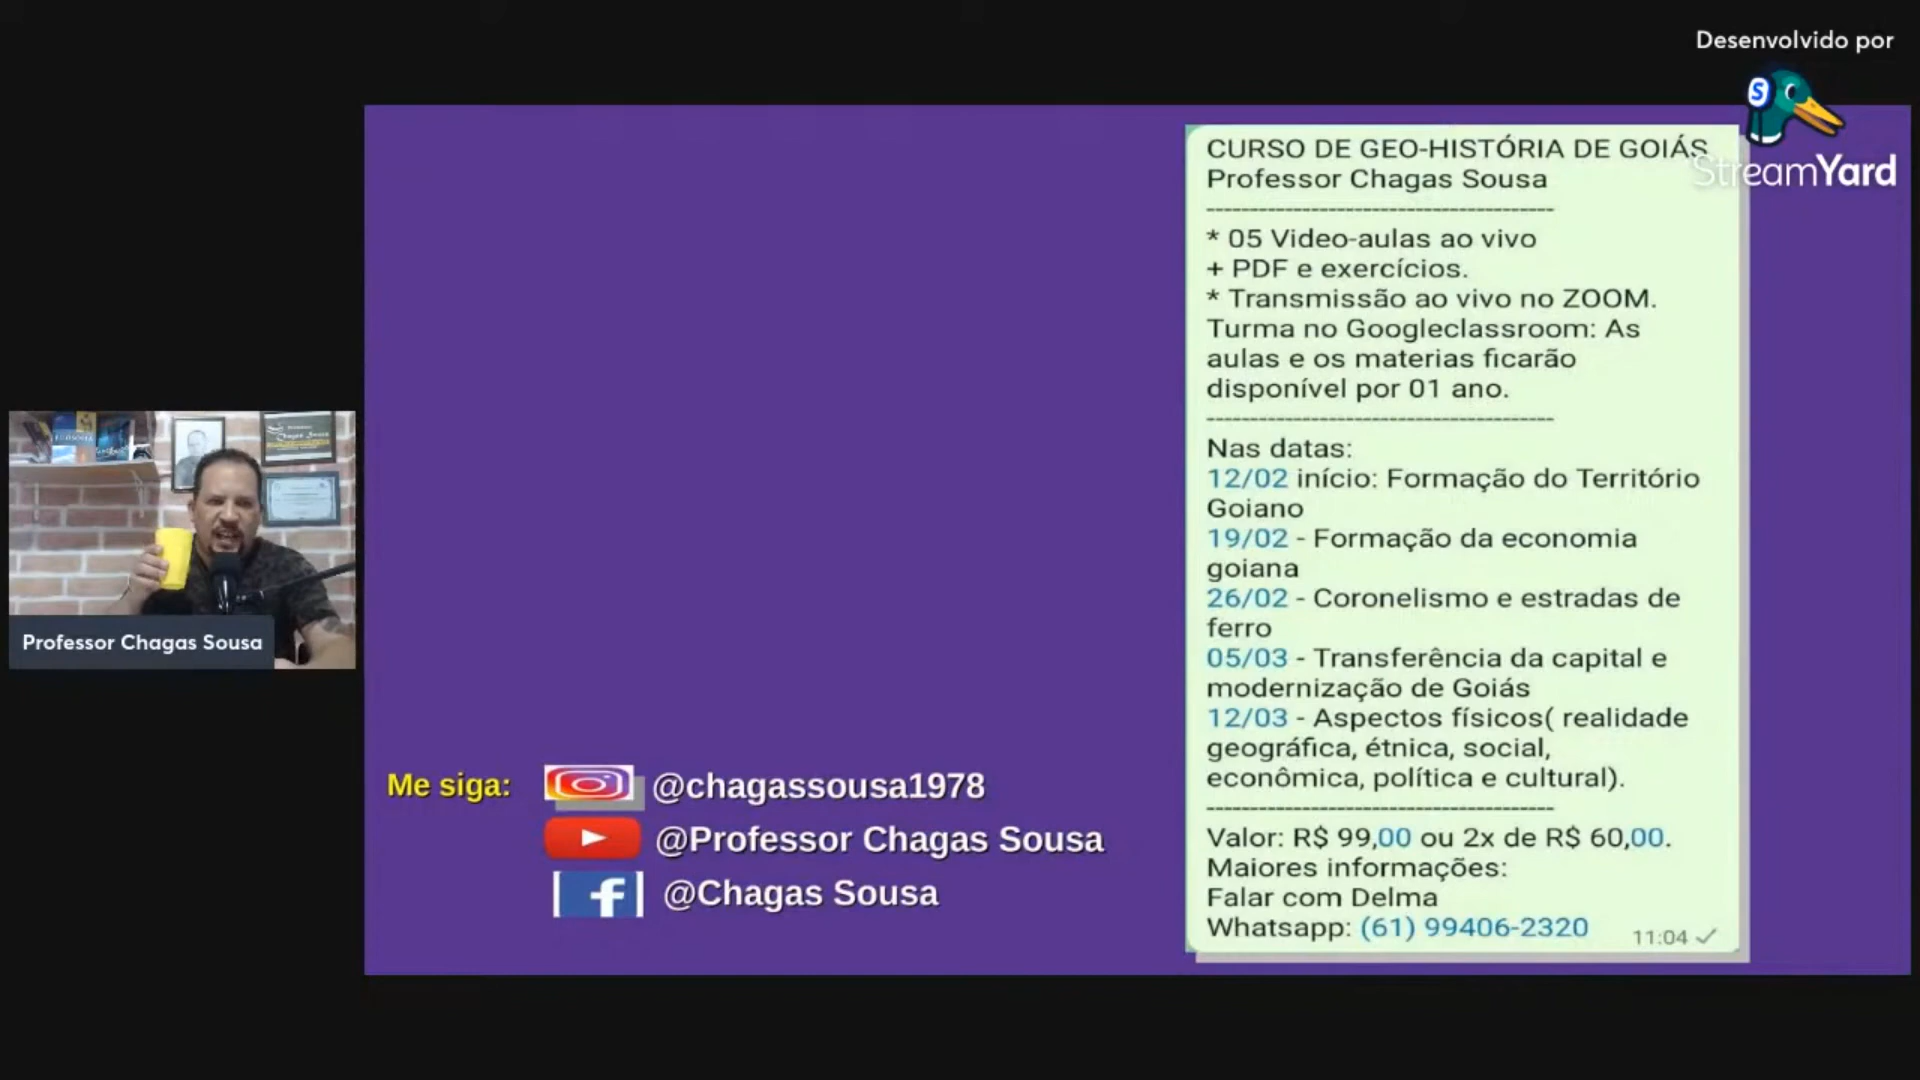 Desenvolvido por
StreamYard
CURSO DE GEO-HISTÓRIA DE GOIÁS
Professor Chagas Sousa
---------------------------------------
* 05 Video-aulas ao vivo
+ PDF e exercícios.
* Transmissão ao vivo no ZOOM.
Turma no Googleclassroom: As
aulas e os materias ficarão
disponível por 01 ano.
---------------------------------------
Nas datas:
12/02 início: Formação do Território
Goiano
19/02 - Formação da economia
goiana
26/02 - Coronelismo e estradas de
ferro
05/03 - Transferência da capital e
modernização de Goiás
12/03 - Aspectos físicos( realidade
geográfica, étnica, social,
econômica, política e cultural).
---------------------------------------
Valor: R$ 99,00 ou 2x de R$ 60,00.
Maiores informações:
Falar com Delma
Whatsapp: (61) 99406-2320
11:04
Me siga:
@chagassousa1978
@Professor Chagas Sousa
@Chagas Sousa
FILOSOFIA
Chagas Sousa
Professor Chagas Sousa